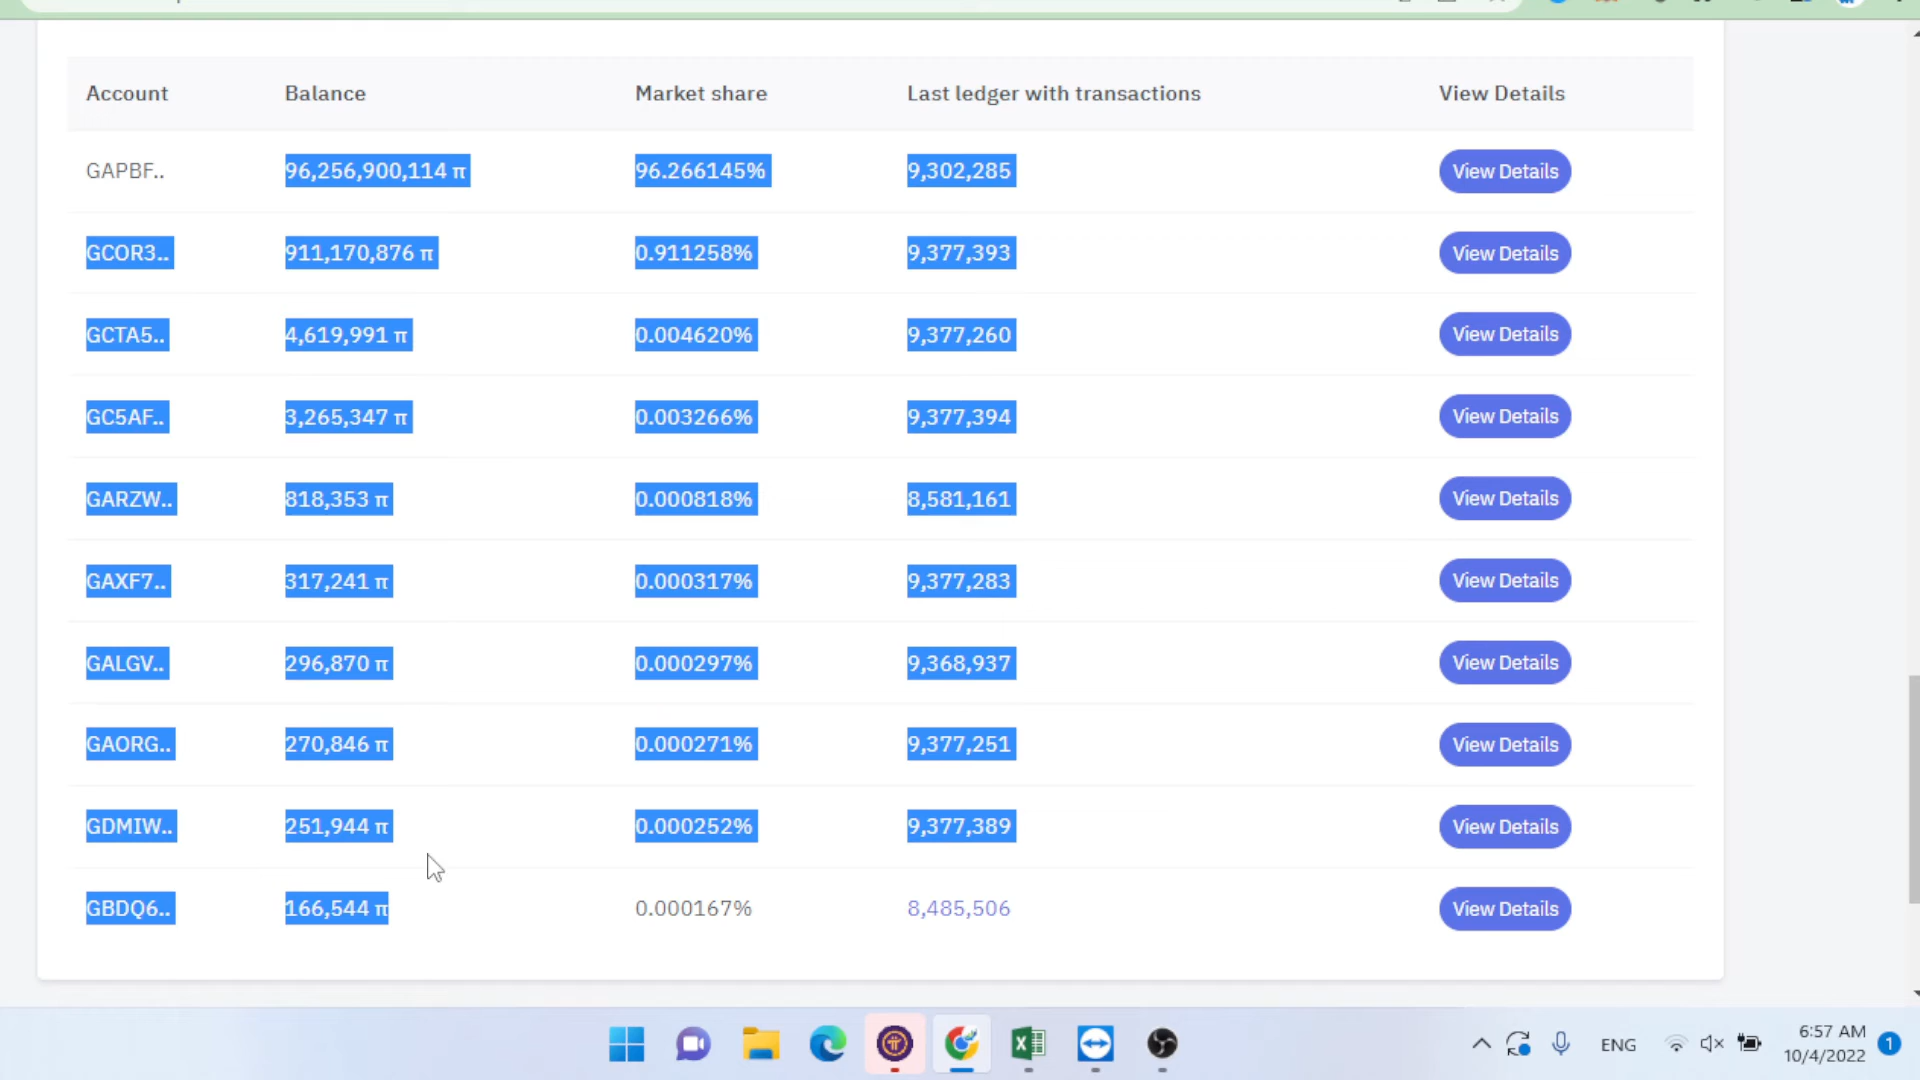 Account Balance Market share Last ledger with transactions View Details
GAPBF.. 96,256,900,114 π 96.266145% 9,302,285 View Details
GCOR3.. 911,170,876 π 0.911258% 9,377,393 View Details
GCTA5.. 4,619,991 π 0.004620% 9,377,260 View Details
GC5AF.. 3,265,347 π 0.003266% 9,377,394 View Details
GARZW.. 818,353 π 0.000818% 8,581,161 View Details
GAXF7.. 317,241 π 0.000317% 9,377,283 View Details
GALGV.. 296,870 π 0.000297% 9,368,937 View Details
GAORG.. 270,846 π 0.000271% 9,377,251 View Details
GDMIW.. 251,944 π 0.000252% 9,377,389 View Details
GBDQ6.. 166,544 π 0.000167% 8,485,506 View Details
ENG 6:57 AM 1
10/4/2022